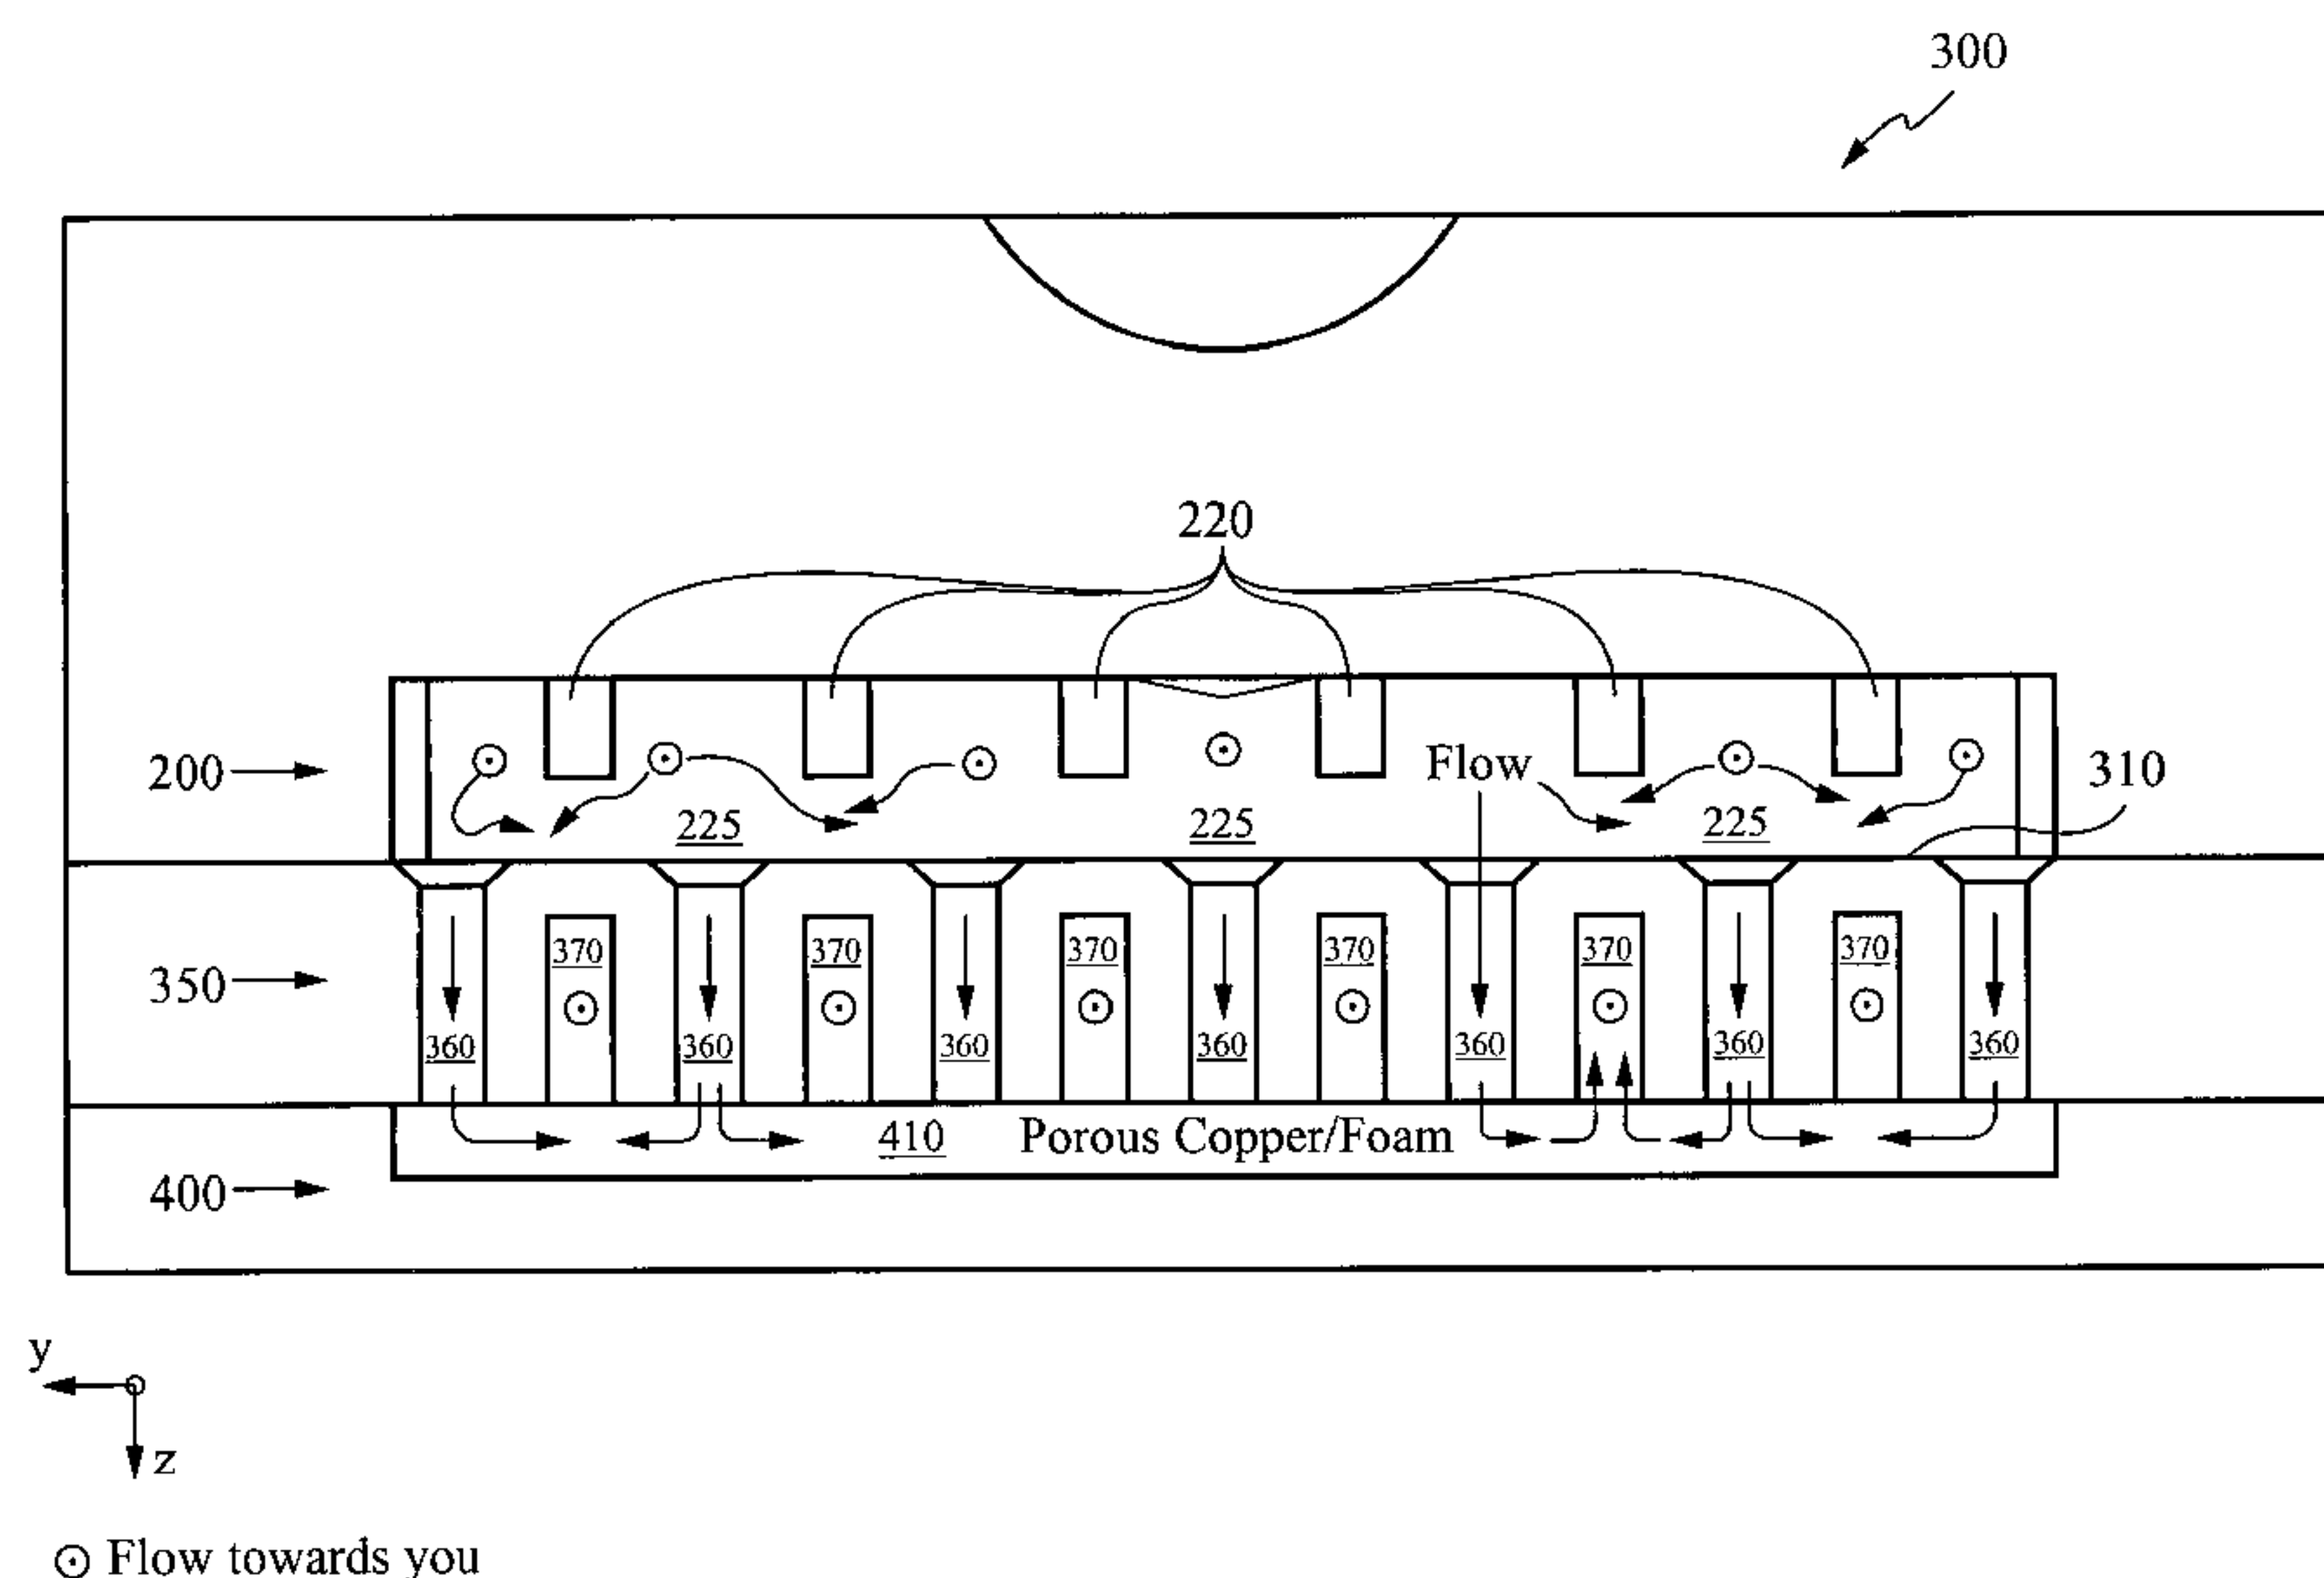 300
220
200
Flow
310
225 225 225
350
370 370 370 370 370 370
360 360 360 360 360 360 360
410 Porous Copper/Foam
400
y
z
Flow towards you